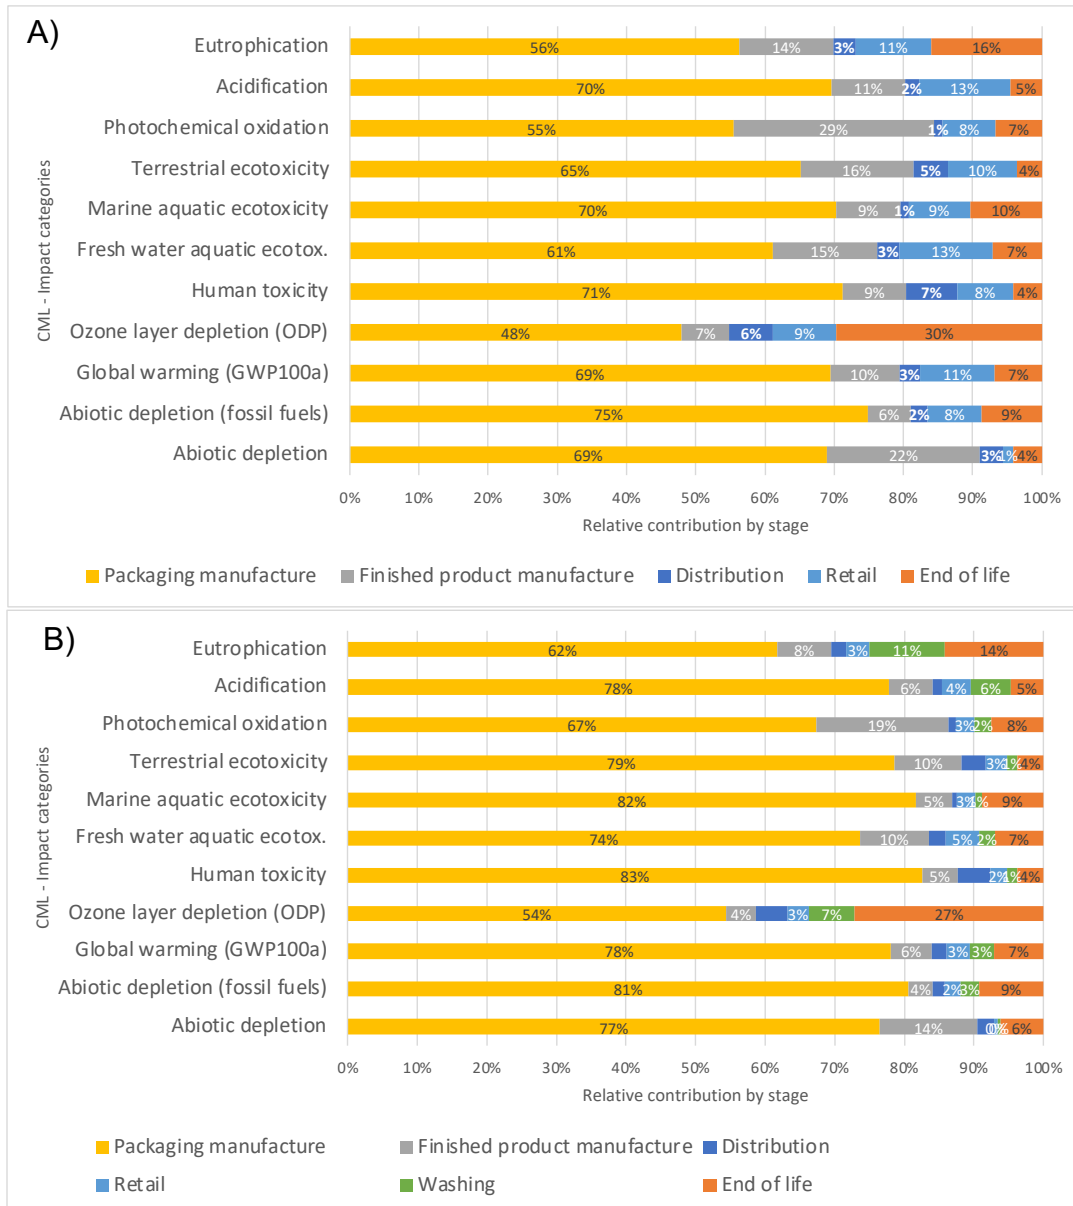 A)
CML - Impact categories
Eutrophication 56% 14% 3% 11% 16%
Acidification 70% 11% 2% 13% 5%
Photochemical oxidation 55% 29% 1% 8% 7%
Terrestrial ecotoxicity 65% 16% 5% 10% 4%
Marine aquatic ecotoxicity 70% 9% 1% 9% 10%
Fresh water aquatic ecotox. 61% 15% 3% 13% 7%
Human toxicity 71% 9% 7% 8% 4%
Ozone layer depletion (ODP) 48% 7% 6% 9% 30%
Global warming (GWP100a) 69% 10% 3% 11% 7%
Abiotic depletion (fossil fuels) 75% 6% 2% 8% 9%
Abiotic depletion 69% 22% 3% 1% 4%
0% 10% 20% 30% 40% 50% 60% 70% 80% 90% 100%
Relative contribution by stage
Packaging manufacture Finished product manufacture Distribution Retail End of life
B)
CML - Impact categories
Eutrophication 62% 8% 3% 11% 14%
Acidification 78% 6% 4% 6% 5%
Photochemical oxidation 67% 19% 3% 2% 8%
Terrestrial ecotoxicity 79% 10% 3% 1% 4%
Marine aquatic ecotoxicity 82% 5% 3% 1% 9%
Fresh water aquatic ecotox. 74% 10% 5% 2% 7%
Human toxicity 83% 5% 2% 1% 4%
Ozone layer depletion (ODP) 54% 4% 3% 7% 27%
Global warming (GWP100a) 78% 6% 3% 3% 7%
Abiotic depletion (fossil fuels) 81% 4% 2% 3% 9%
Abiotic depletion 77% 14% 0% 0% 6%
0% 10% 20% 30% 40% 50% 60% 70% 80% 90% 100%
Relative contribution by stage
Packaging manufacture Finished product manufacture Distribution
Retail Washing End of life